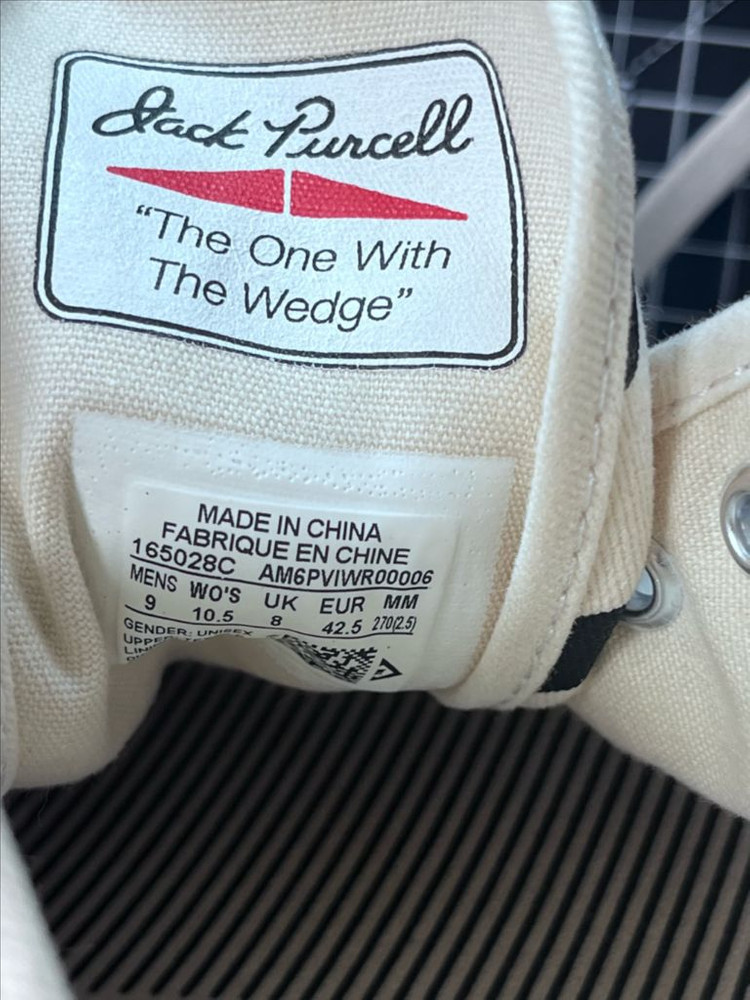 Jack Purcell
“The One With
The Wedge”
MADE IN CHINA
FABRIQUE EN CHINE
165028C AM6PVIWR00006
MENS WO'S UK EUR MM
9 10.5 8 42.5 270(2.5)
GENDER: UNISEX